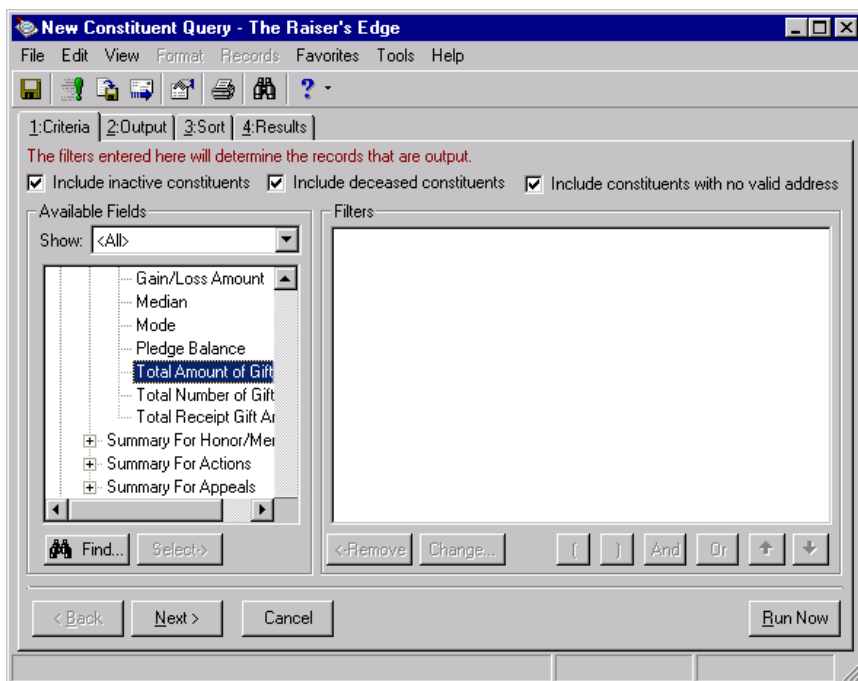 New Constituent Query - The Raiser's Edge
File Edit View Format Records Favorites Tools Help
1:Criteria 2:Output 3:Sort 4:Results
The filters entered here will determine the records that are output.
Include inactive constituents Include deceased constituents Include constituents with no valid address
Available Fields
Show: <All>
Gain/Loss Amount
Median
Mode
Pledge Balance
Total Amount of Gift
Total Number of Gift
Total Receipt Gift Ar
Summary For Honor/Mer
Summary For Actions
Summary For Appeals
Find... Select->
Filters
<-Remove Change... ( ) And Or
< Back Next > Cancel Run Now